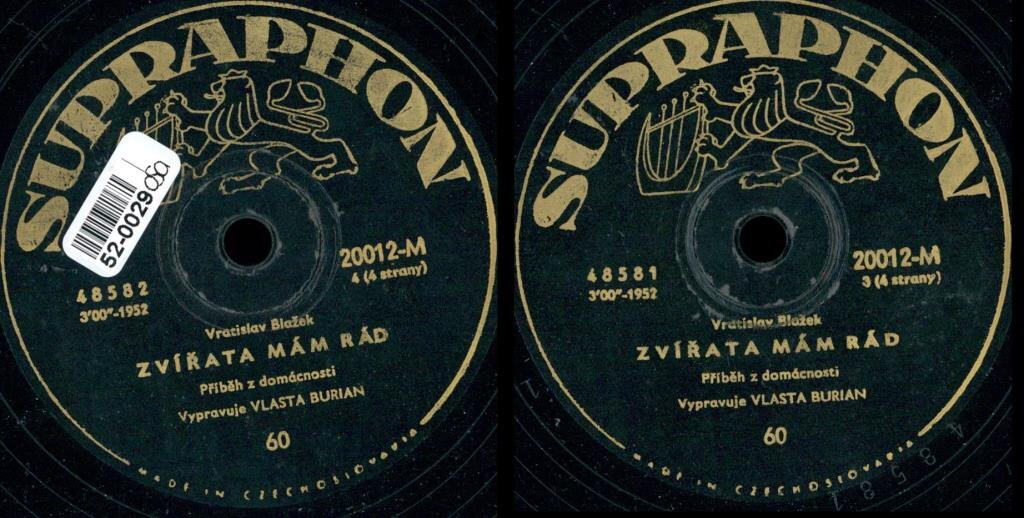 SUPRAPHON
52-0029
20012-M
4 (4 strany)
48582
3'00"-1952
Vratislav Blažek
ZVÍŘATA MÁM RÁD
Příběh z domácnosti
Vypravuje VLASTA BURIAN
60
MADE IN CZECHOSLOVAKIA
SUPRAPHON
20012-M
3 (4 strany)
48581
3'00"-1952
Vratislav Blažek
ZVÍŘATA MÁM RÁD
Příběh z domácnosti
Vypravuje VLASTA BURIAN
60
MADE IN CZECHOSLOVAKIA
48581